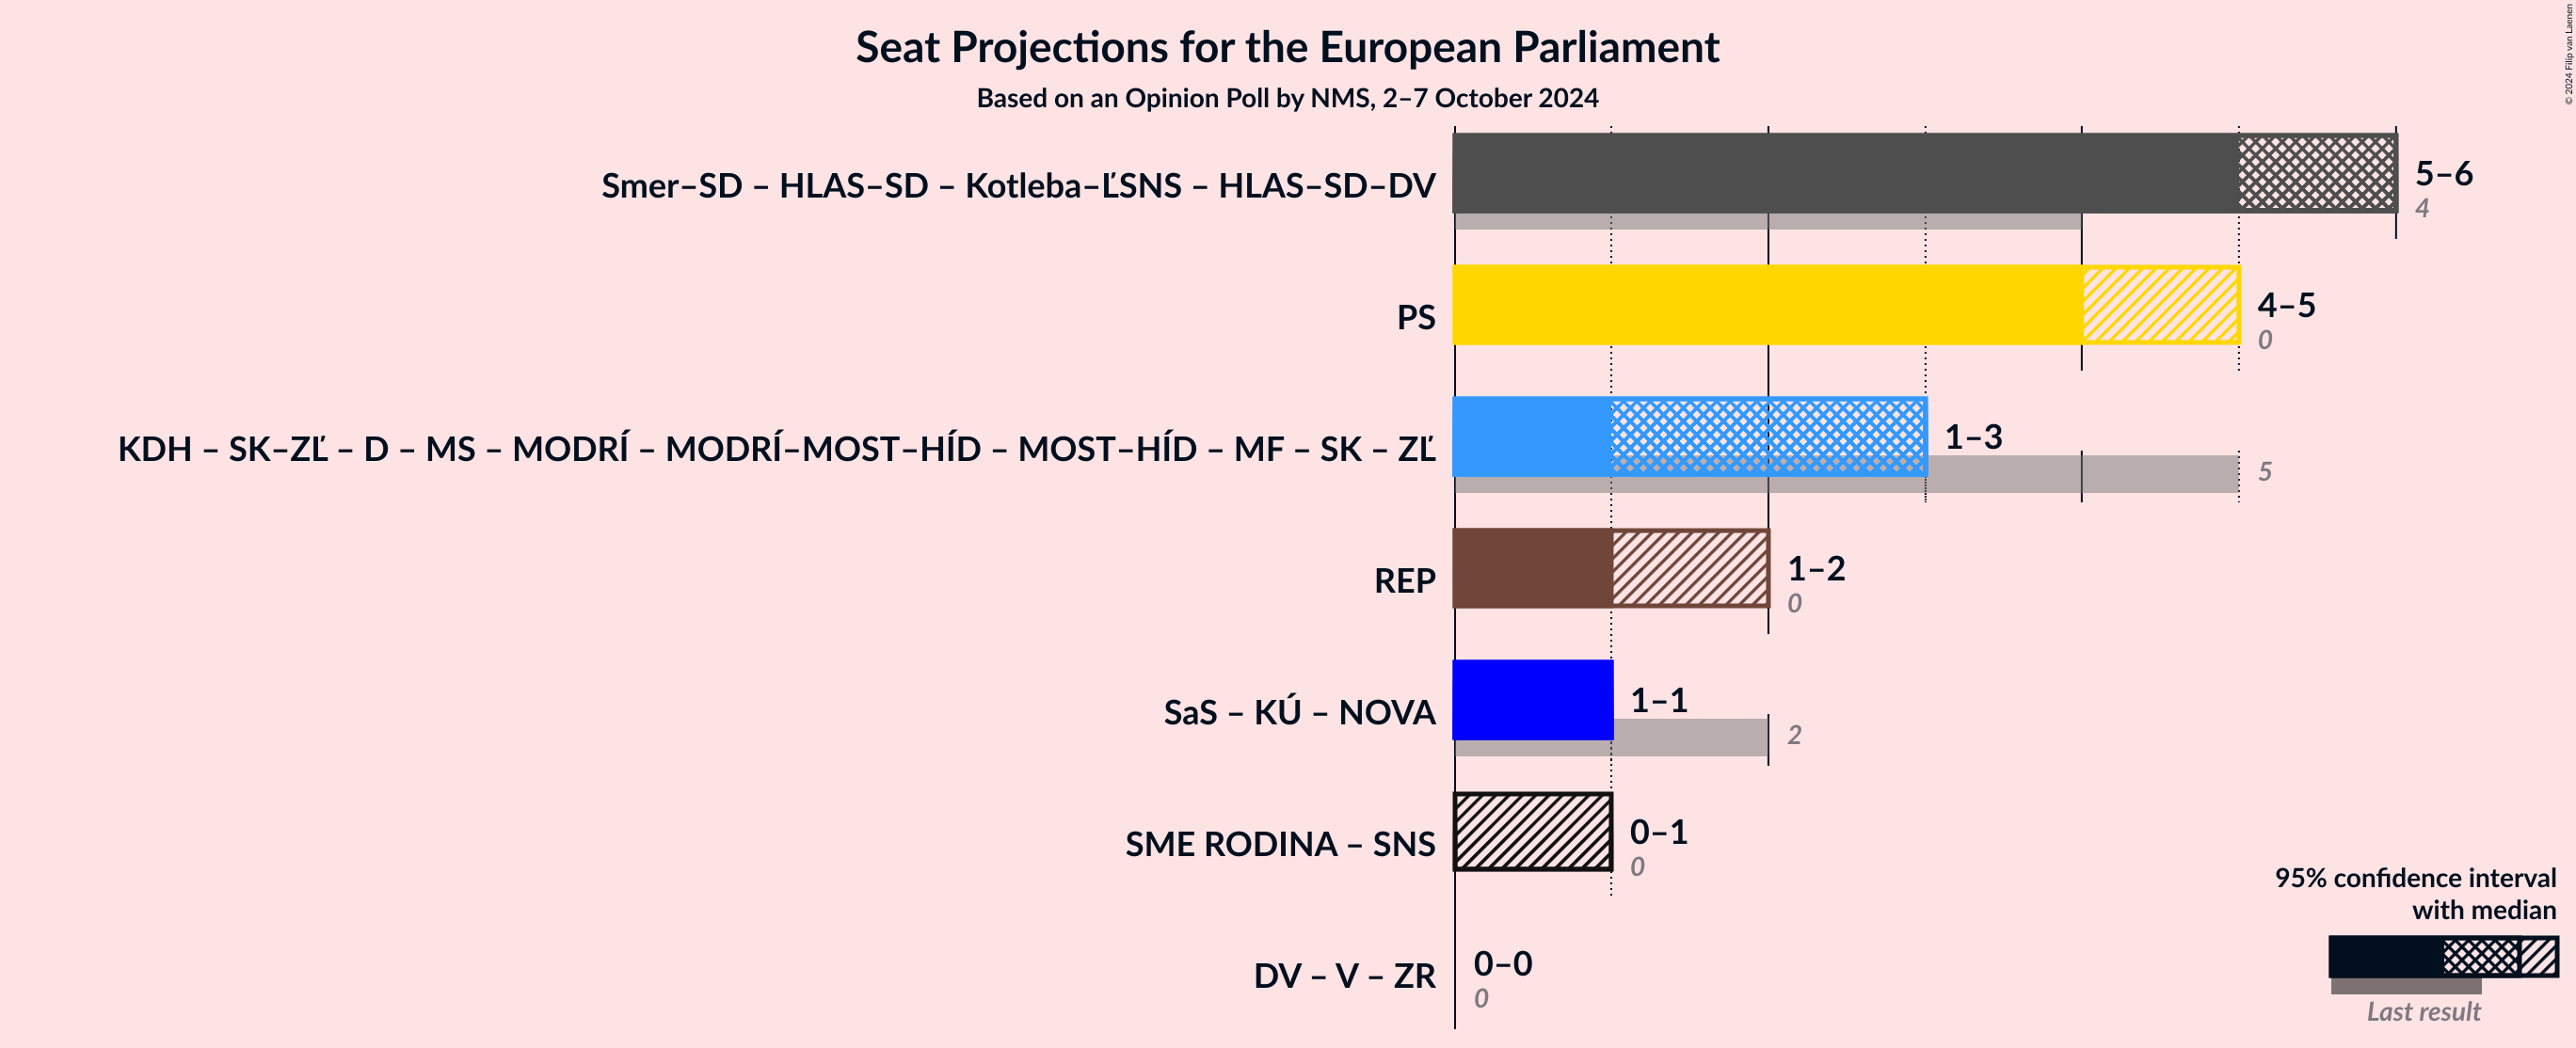 Seat Projections for the European Parliament
Based on an Opinion Poll by NMS, 2–7 October 2024
© 2024 Filip van Laenen
Smer–SD – HLAS–SD – Kotleba–ĽSNS – HLAS–SD–DV
5–6
4
PS
4–5
0
KDH – SK–ZĽ – D – MS – MODRÍ – MODRÍ–MOST–HÍD – MOST–HÍD – MF – SK – ZĽ
1–3
5
REP
1–2
0
SaS – KÚ – NOVA
1–1
2
SME RODINA – SNS
0–1
0
DV – V – ZR
0–0
0
95% confidence interval
with median
Last result